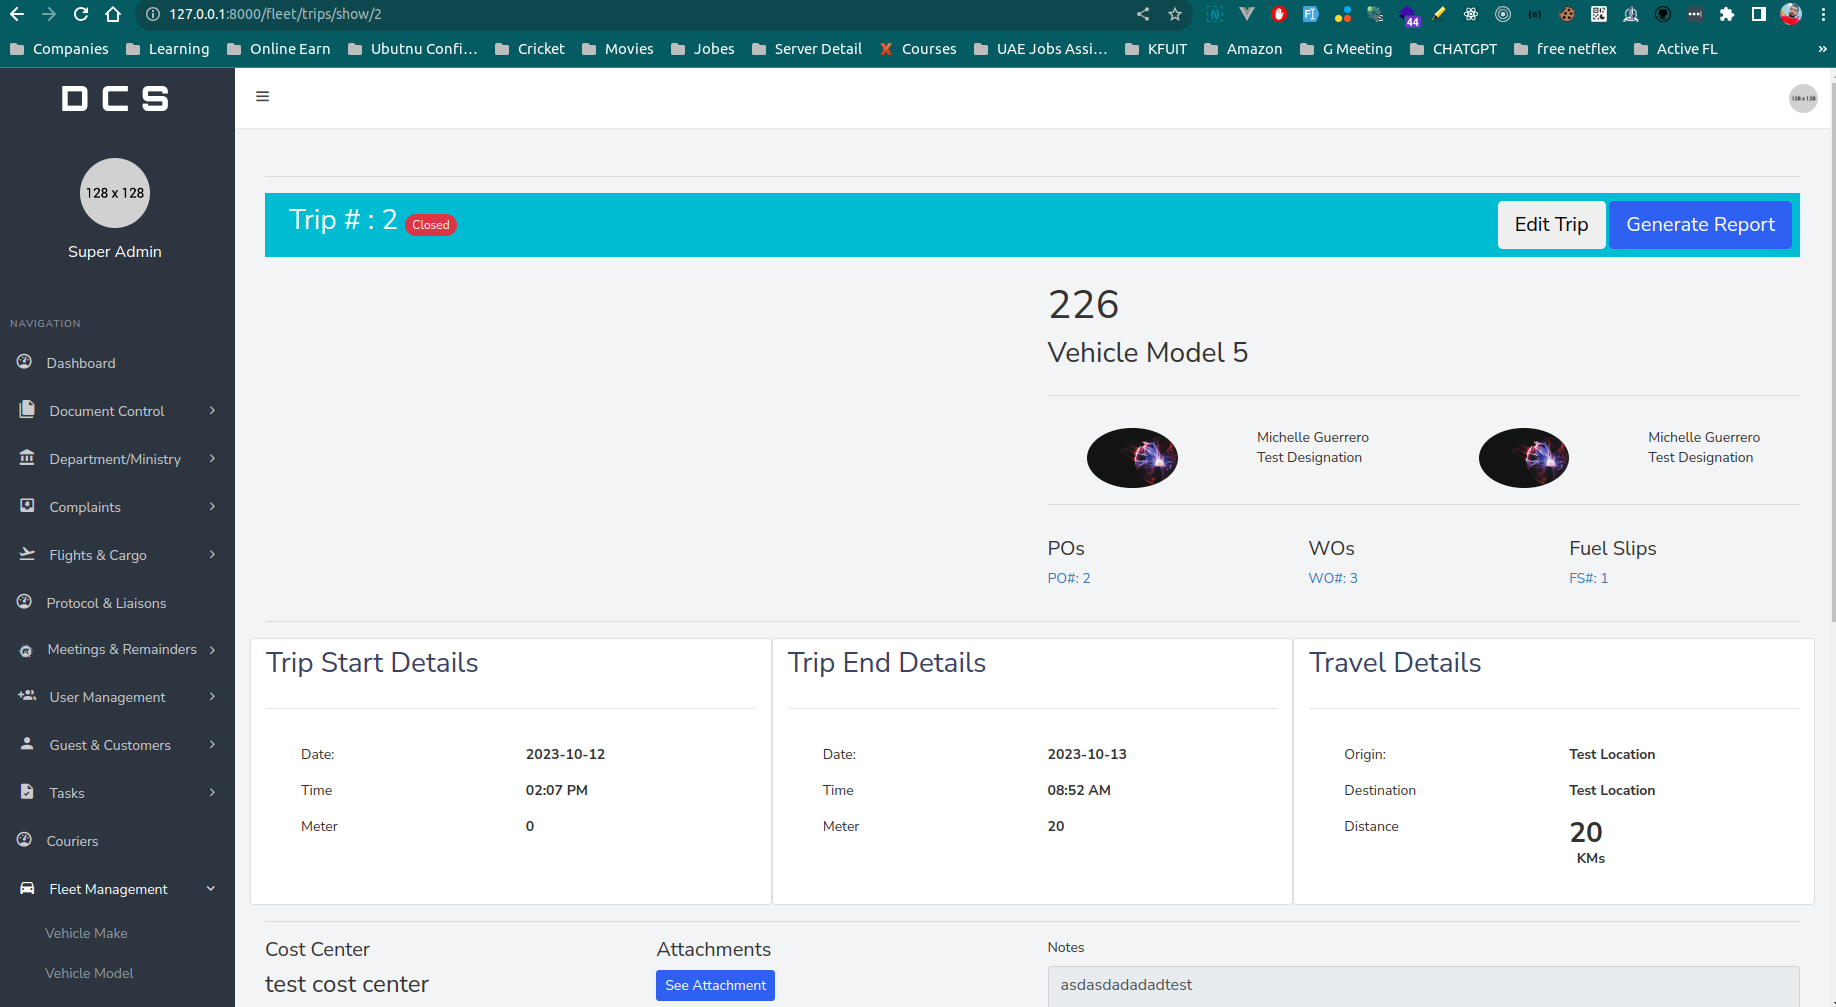 127.0.0.1:8000/fleet/trips/show/2
44
Companies Learning Online Earn Ubutnu Confi... Cricket Movies Jobes Server Detail Courses UAE Jobs Assi... KFUIT Amazon G Meeting CHATGPT free netflex Active FL »
DCS
128 x 128
128 x 128
Super Admin
NAVIGATION
Dashboard
Document Control
Department/Ministry
Complaints
Flights & Cargo
Protocol & Liaisons
Meetings & Remainders
User Management
Guest & Customers
Tasks
Couriers
Fleet Management
Vehicle Make
Vehicle Model
Trip # : 2 Closed
Edit Trip Generate Report
226
Vehicle Model 5
Michelle Guerrero
Test Designation
Michelle Guerrero
Test Designation
POs WOs Fuel Slips
PO#: 2 WO#: 3 FS#: 1
Trip Start Details
Date: 2023-10-12
Time 02:07 PM
Meter 0
Trip End Details
Date: 2023-10-13
Time 08:52 AM
Meter 20
Travel Details
Origin: Test Location
Destination Test Location
Distance 20
KMs
Cost Center
test cost center
Attachments
See Attachment
Notes
asdasdadadadtest